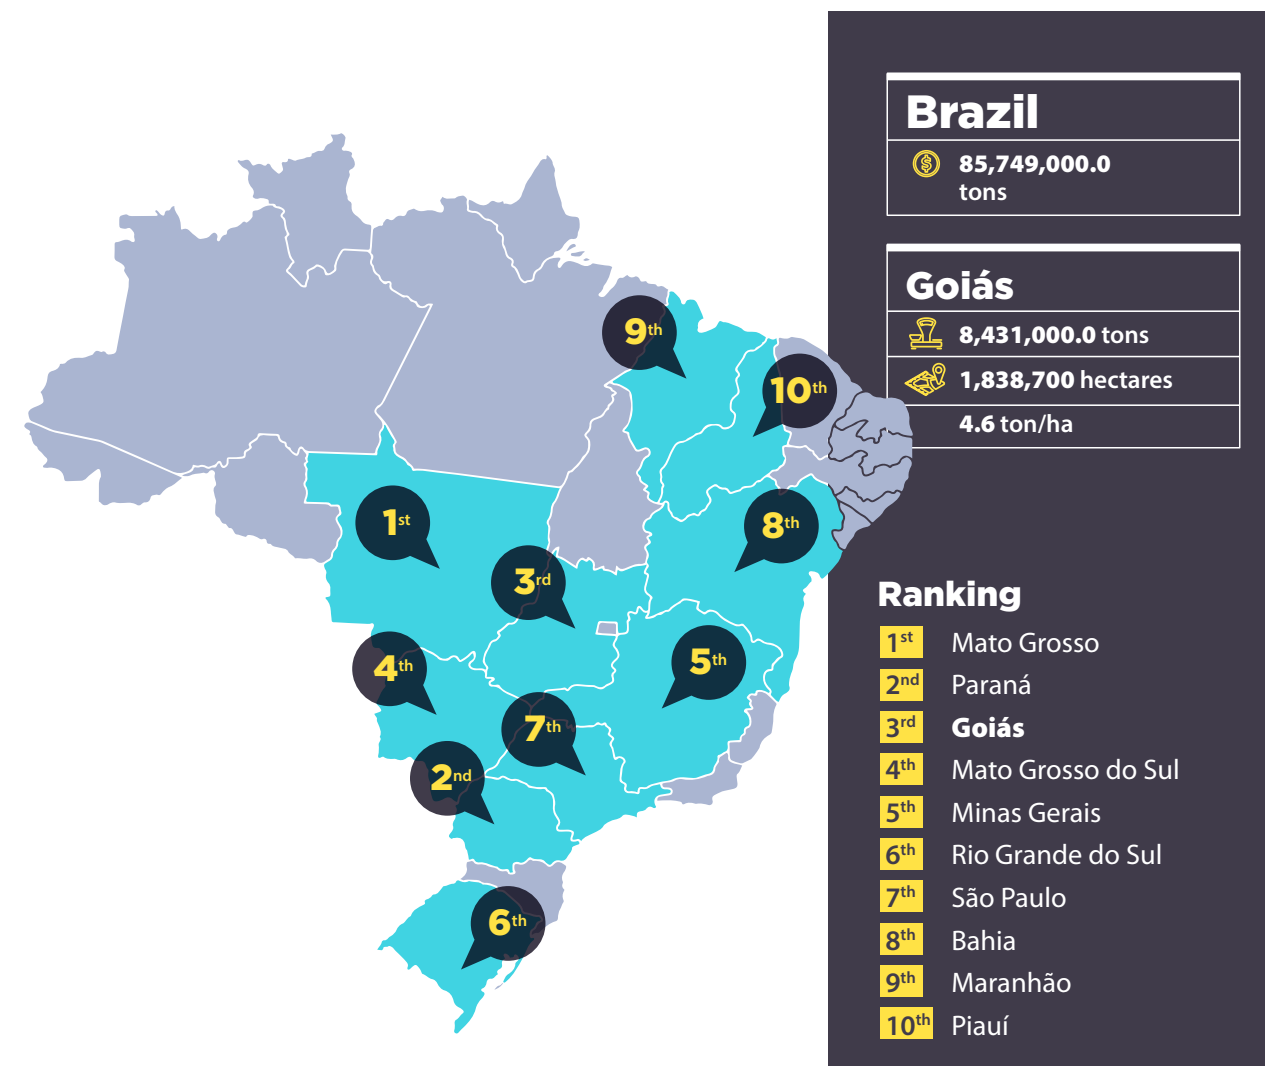 Brazil
85,749,000.0
tons
Goiás
8,431,000.0 tons
1,838,700 hectares
4.6 ton/ha
9th
10th
1st
8th
3rd
5th
4th
7th
2nd
6th
Ranking
1st Mato Grosso
2nd Paraná
3rd Goiás
4th Mato Grosso do Sul
5th Minas Gerais
6th Rio Grande do Sul
7th São Paulo
8th Bahia
9th Maranhão
10th Piauí